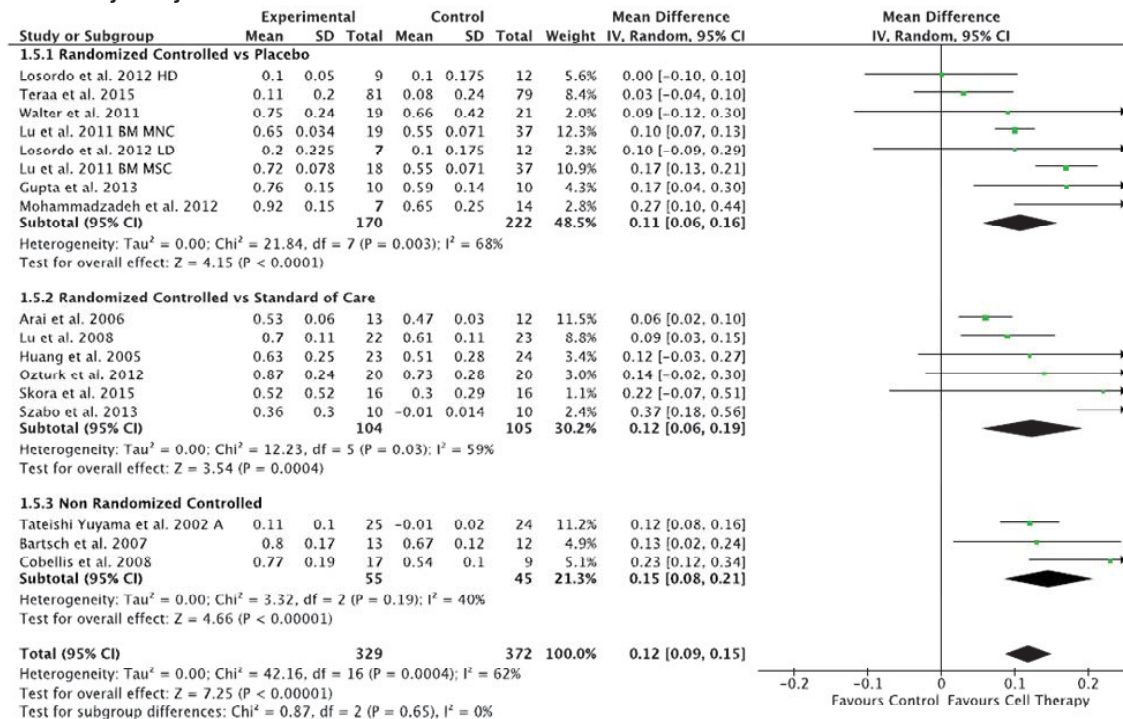 Experimental Control Mean Difference Mean Difference
Study or Subgroup Mean SD Total Mean SD Total Weight IV, Random, 95% CI IV, Random, 95% CI
1.5.1 Randomized Controlled vs Placebo
Losordo et al. 2012 HD 0.1 0.05 9 0.1 0.175 12 5.6% 0.00 [-0.10, 0.10]
Teraa et al. 2015 0.11 0.2 81 0.08 0.24 79 8.4% 0.03 [-0.04, 0.10]
Walter et al. 2011 0.75 0.24 19 0.66 0.42 21 2.0% 0.09 [-0.12, 0.30]
Lu et al. 2011 BM MNC 0.65 0.034 19 0.55 0.071 37 12.3% 0.10 [0.07, 0.13]
Losordo et al. 2012 LD 0.2 0.225 7 0.1 0.175 12 2.3% 0.10 [-0.09, 0.29]
Lu et al. 2011 BM MSC 0.72 0.078 18 0.55 0.071 37 10.9% 0.17 [0.13, 0.21]
Gupta et al. 2013 0.76 0.15 10 0.59 0.14 10 4.3% 0.17 [0.04, 0.30]
Mohammadzadeh et al. 2012 0.92 0.15 7 0.65 0.25 14 2.8% 0.27 [0.10, 0.44]
Subtotal (95% CI) 170 222 48.5% 0.11 [0.06, 0.16]
Heterogeneity: Tau² = 0.00; Chi² = 21.84, df = 7 (P = 0.003); I² = 68%
Test for overall effect: Z = 4.15 (P < 0.0001)
1.5.2 Randomized Controlled vs Standard of Care
Arai et al. 2006 0.53 0.06 13 0.47 0.03 12 11.5% 0.06 [0.02, 0.10]
Lu et al. 2008 0.7 0.11 22 0.61 0.11 23 8.8% 0.09 [0.03, 0.15]
Huang et al. 2005 0.63 0.25 23 0.51 0.28 24 3.4% 0.12 [-0.03, 0.27]
Ozturk et al. 2012 0.87 0.24 20 0.73 0.28 20 3.0% 0.14 [-0.02, 0.30]
Skora et al. 2015 0.52 0.52 16 0.3 0.29 16 1.1% 0.22 [-0.07, 0.51]
Szabo et al. 2013 0.36 0.3 10 -0.01 0.014 10 2.4% 0.37 [0.18, 0.56]
Subtotal (95% CI) 104 105 30.2% 0.12 [0.06, 0.19]
Heterogeneity: Tau² = 0.00; Chi² = 12.23, df = 5 (P = 0.03); I² = 59%
Test for overall effect: Z = 3.54 (P = 0.0004)
1.5.3 Non Randomized Controlled
Tateishi Yuyama et al. 2002 A 0.11 0.1 25 -0.01 0.02 24 11.2% 0.12 [0.08, 0.16]
Bartsch et al. 2007 0.8 0.17 13 0.67 0.12 12 4.9% 0.13 [0.02, 0.24]
Cobellis et al. 2008 0.77 0.19 17 0.54 0.1 9 5.1% 0.23 [0.12, 0.34]
Subtotal (95% CI) 55 45 21.3% 0.15 [0.08, 0.21]
Heterogeneity: Tau² = 0.00; Chi² = 3.32, df = 2 (P = 0.19); I² = 40%
Test for overall effect: Z = 4.66 (P < 0.00001)
Total (95% CI) 329 372 100.0% 0.12 [0.09, 0.15]
Heterogeneity: Tau² = 0.00; Chi² = 42.16, df = 16 (P = 0.0004); I² = 62%
Test for overall effect: Z = 7.25 (P < 0.00001)
Test for subgroup differences: Chi² = 0.87, df = 2 (P = 0.65), I² = 0%
-0.2 -0.1 0 0.1 0.2
Favours Control Favours Cell Therapy